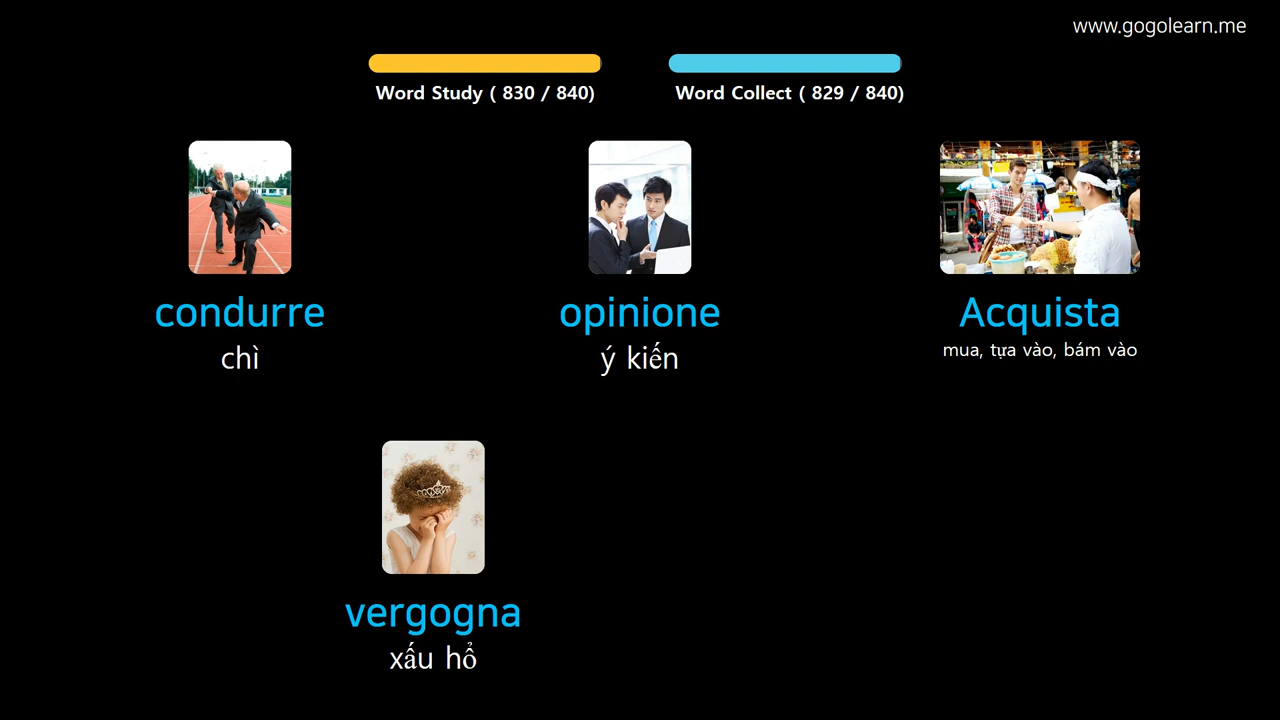 www.gogolearn.me
Word Study ( 830 / 840)
Word Collect ( 829 / 840)
condurre
chì
opinione
ý kiến
Acquista
mua, tựa vào, bám vào
vergogna
xấu hổ